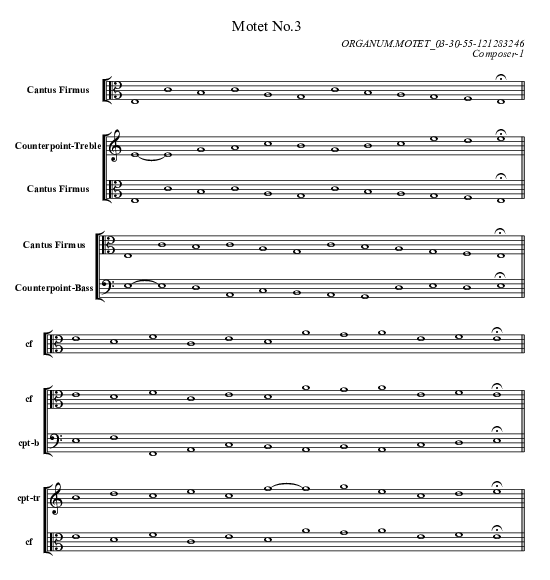 Motet No.3
ORGANUM.MOTET_03-30-55-121283246
Composer-1
Cantus Firmus
Counterpoint-Treble
Cantus Firmus
Cantus Firmus
Counterpoint-Bass
cf
cf
cpt-b
cpt-tr
cf